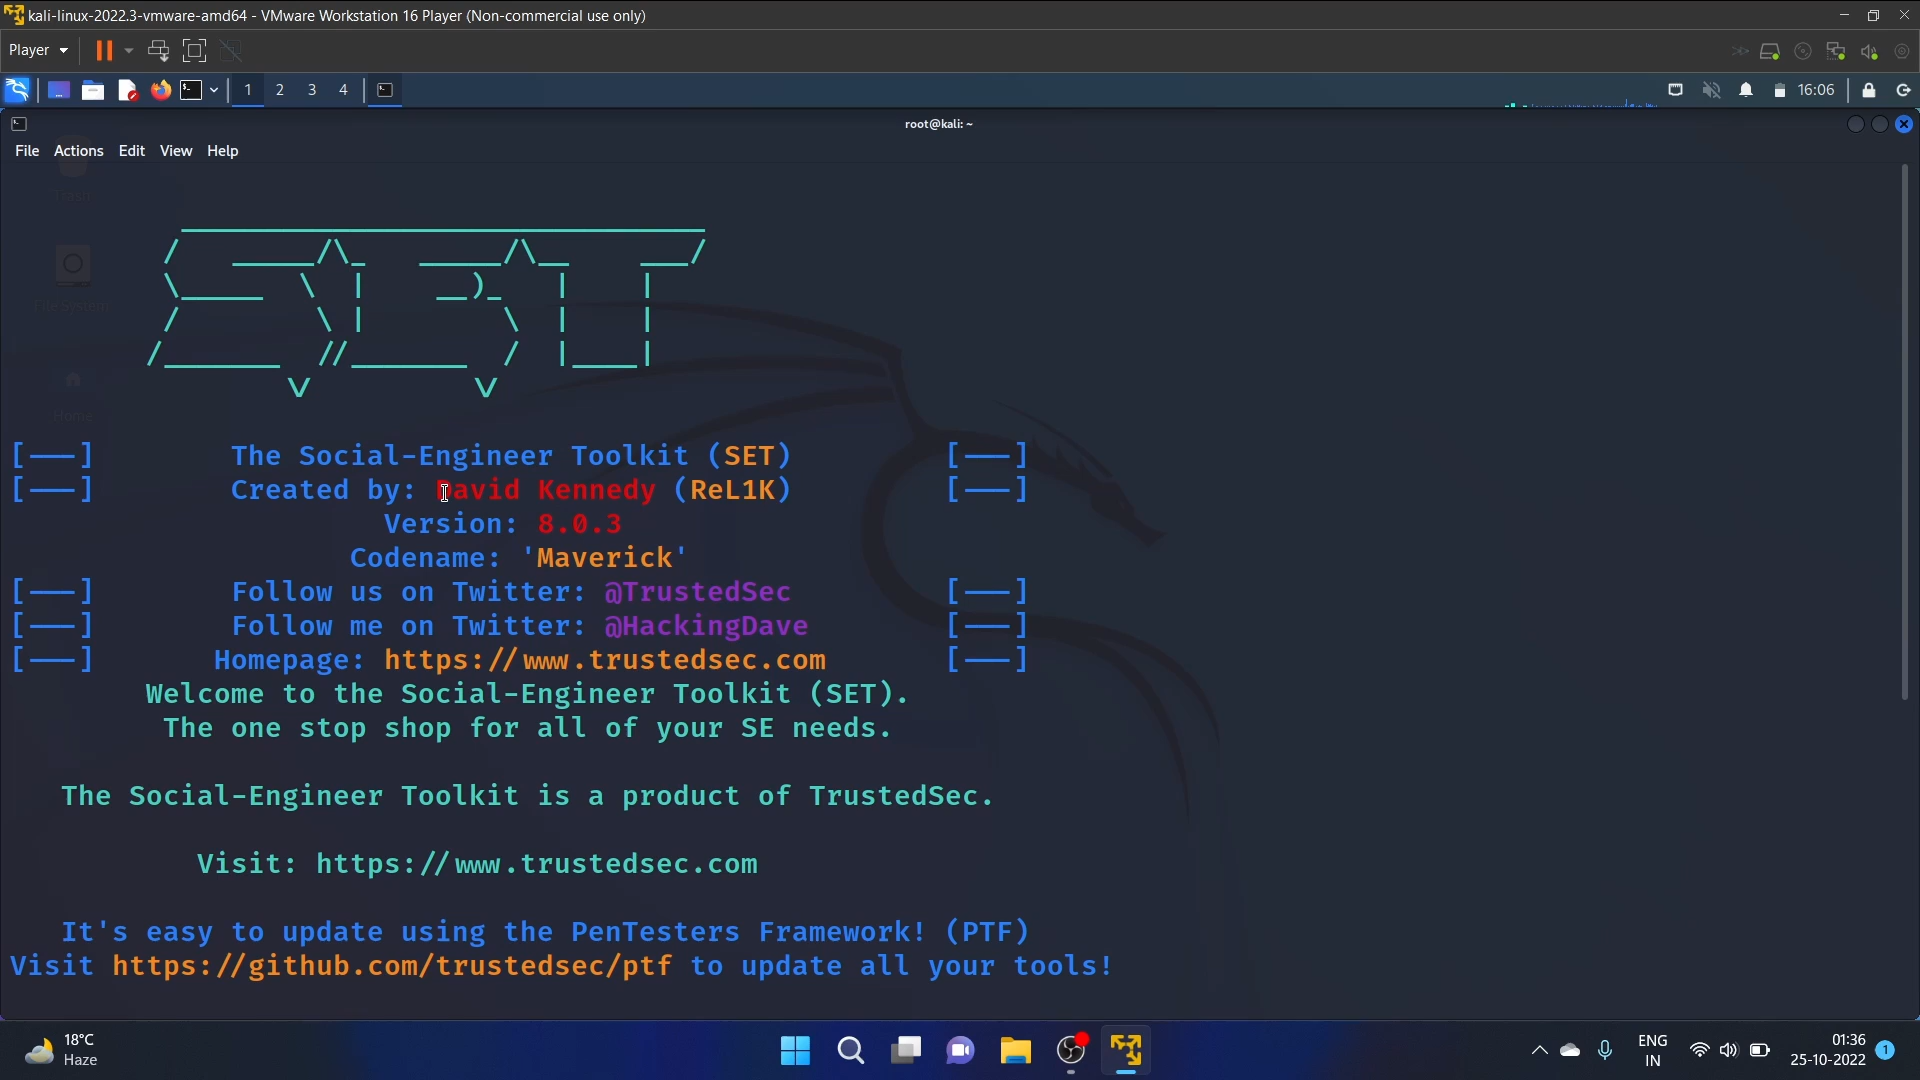 kali-linux-2022.3-vmware-amd64 - VMware Workstation 16 Player (Non-commercial use only)
Player
1 2 3 4
16:06
root@kali: ~
File Actions Edit View Help
Trash
File System
Home
[---] The Social-Engineer Toolkit (SET) [---]
[---] Created by: David Kennedy (ReL1K) [---]
Version: 8.0.3
Codename: 'Maverick'
[---] Follow us on Twitter: @TrustedSec [---]
[---] Follow me on Twitter: @HackingDave [---]
[---] Homepage: https://www.trustedsec.com [---]
Welcome to the Social-Engineer Toolkit (SET).
The one stop shop for all of your SE needs.
The Social-Engineer Toolkit is a product of TrustedSec.
Visit: https://www.trustedsec.com
It's easy to update using the PenTesters Framework! (PTF)
Visit https://github.com/trustedsec/ptf to update all your tools!
18°C
Haze
ENG
IN
01:36
25-10-2022
1